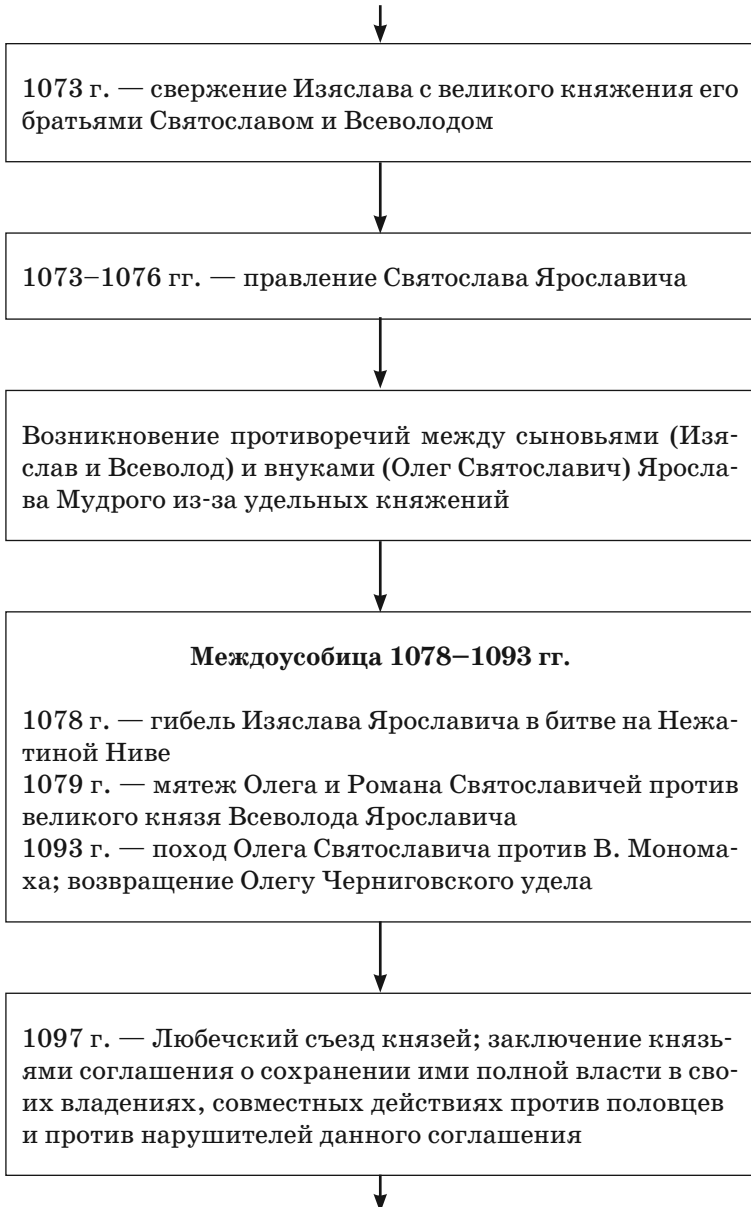 1073 г. — свержение Изяслава с великого княжения его
братьями Святославом и Всеволодом
1073–1076 гг. — правление Святослава Ярославича
Возникновение противоречий между сыновьями (Изя-
слав и Всеволод) и внуками (Олег Святославич) Яросла-
ва Мудрого из-за удельных княжений
Междоусобица 1078–1093 гг.
1078 г. — гибель Изяслава Ярославича в битве на Нежа-
тиной Ниве
1079 г. — мятеж Олега и Романа Святославичей против
великого князя Всеволода Ярославича
1093 г. — поход Олега Святославича против В. Монома-
ха; возвращение Олегу Черниговского удела
1097 г. — Любечский съезд князей; заключение князь-
ями соглашения о сохранении ими полной власти в сво-
их владениях, совместных действиях против половцев
и против нарушителей данного соглашения